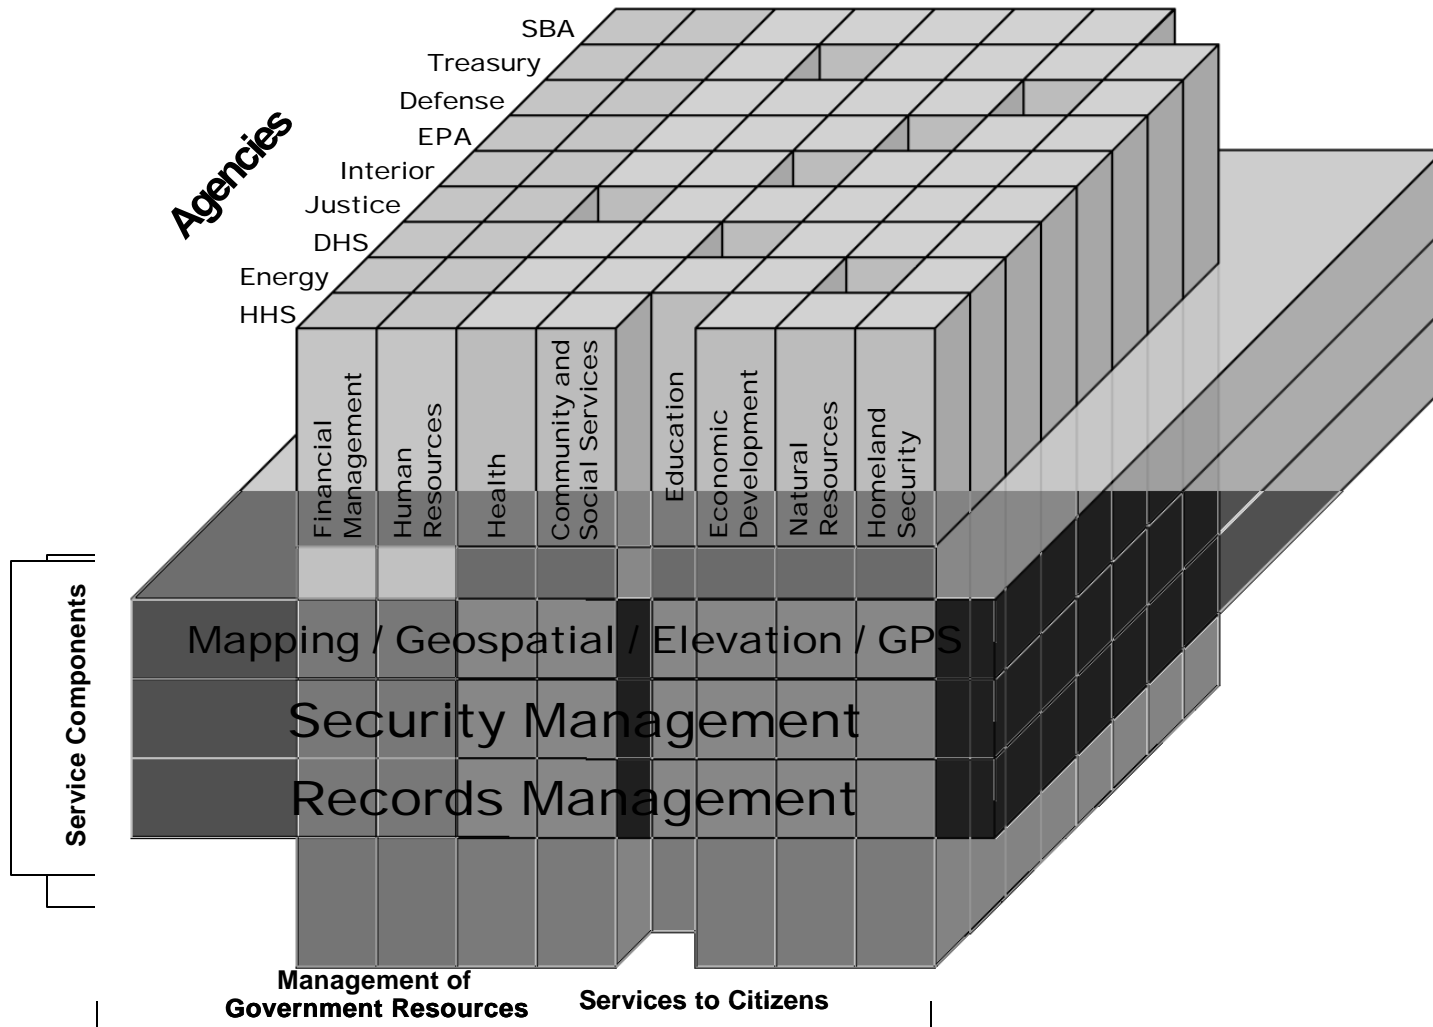 SBA
Treasury
Defense
EPA
Interior
Justice
DHS
Energy
HHS
Agencies
Financial
Management
Human
Resources
Health
Community and
Social Services
Education
Economic
Development
Natural
Resources
Homeland
Security
Service Components
Mapping / Geospatial / Elevation / GPS
Security Management
Records Management
Management of
Government Resources
Services to Citizens